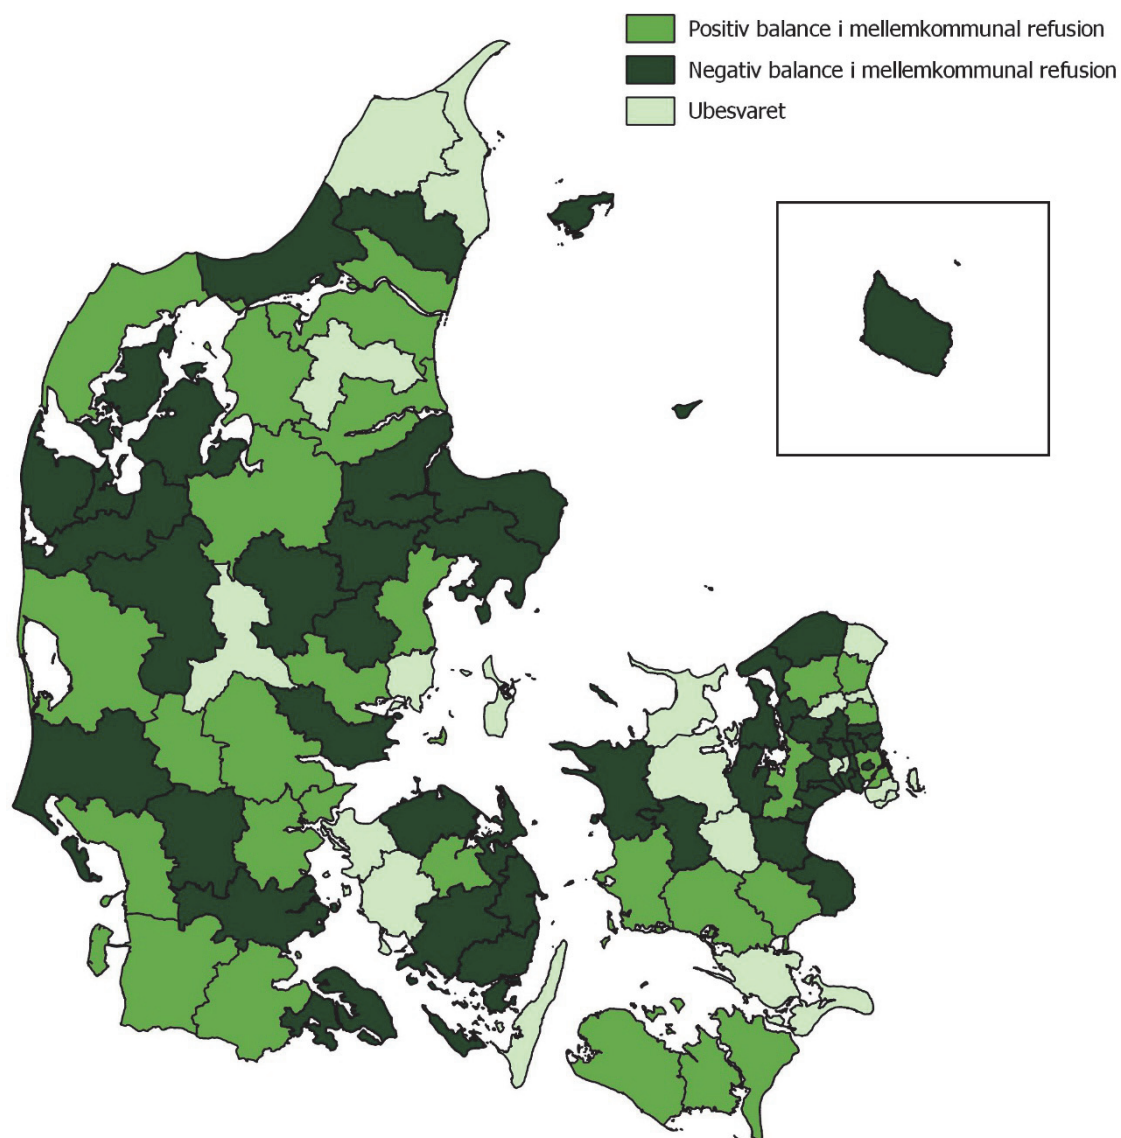 Positiv balance i mellemkommunal refusion
Negativ balance i mellemkommunal refusion
Ubesvaret